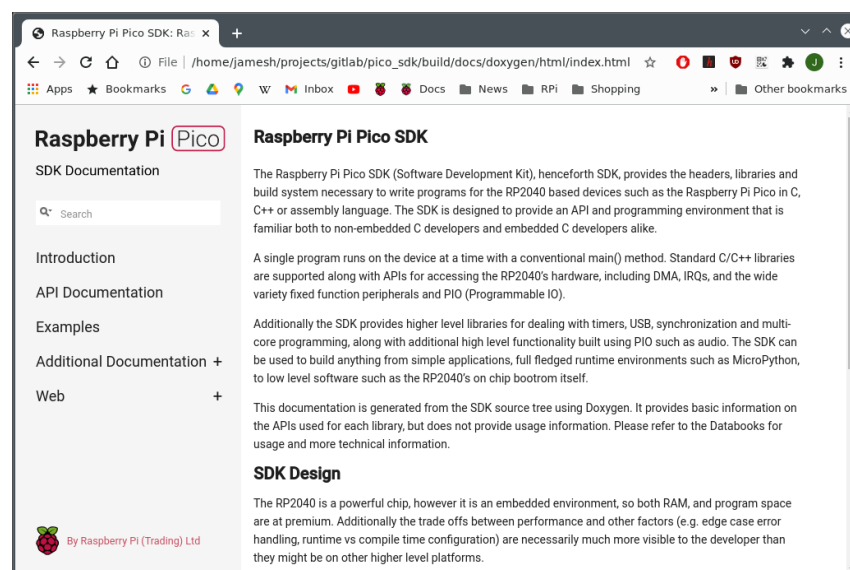 Raspberry Pi Pico SDK: Ras
File | /home/jamesh/projects/gitlab/pico_sdk/build/docs/doxygen/html/index.html
J
Apps Bookmarks G W Inbox Docs News RPi Shopping » Other bookmarks
Raspberry Pi Pico
SDK Documentation
Search
Introduction
API Documentation
Examples
Additional Documentation +
Web +
By Raspberry Pi (Trading) Ltd
Raspberry Pi Pico SDK
The Raspberry Pi Pico SDK (Software Development Kit), henceforth SDK, provides the headers, libraries and
build system necessary to write programs for the RP2040 based devices such as the Raspberry Pi Pico in C,
C++ or assembly language. The SDK is designed to provide an API and programming environment that is
familiar both to non-embedded C developers and embedded C developers alike.
A single program runs on the device at a time with a conventional main() method. Standard C/C++ libraries
are supported along with APIs for accessing the RP2040's hardware, including DMA, IRQs, and the wide
variety fixed function peripherals and PIO (Programmable IO).
Additionally the SDK provides higher level libraries for dealing with timers, USB, synchronization and multi-
core programming, along with additional high level functionality built using PIO such as audio. The SDK can
be used to build anything from simple applications, full fledged runtime environments such as MicroPython,
to low level software such as the RP2040's on chip bootrom itself.
This documentation is generated from the SDK source tree using Doxygen. It provides basic information on
the APIs used for each library, but does not provide usage information. Please refer to the Databooks for
usage and more technical information.
SDK Design
The RP2040 is a powerful chip, however it is an embedded environment, so both RAM, and program space
are at premium. Additionally the trade offs between performance and other factors (e.g. edge case error
handling, runtime vs compile time configuration) are necessarily much more visible to the developer than
they might be on other higher level platforms.